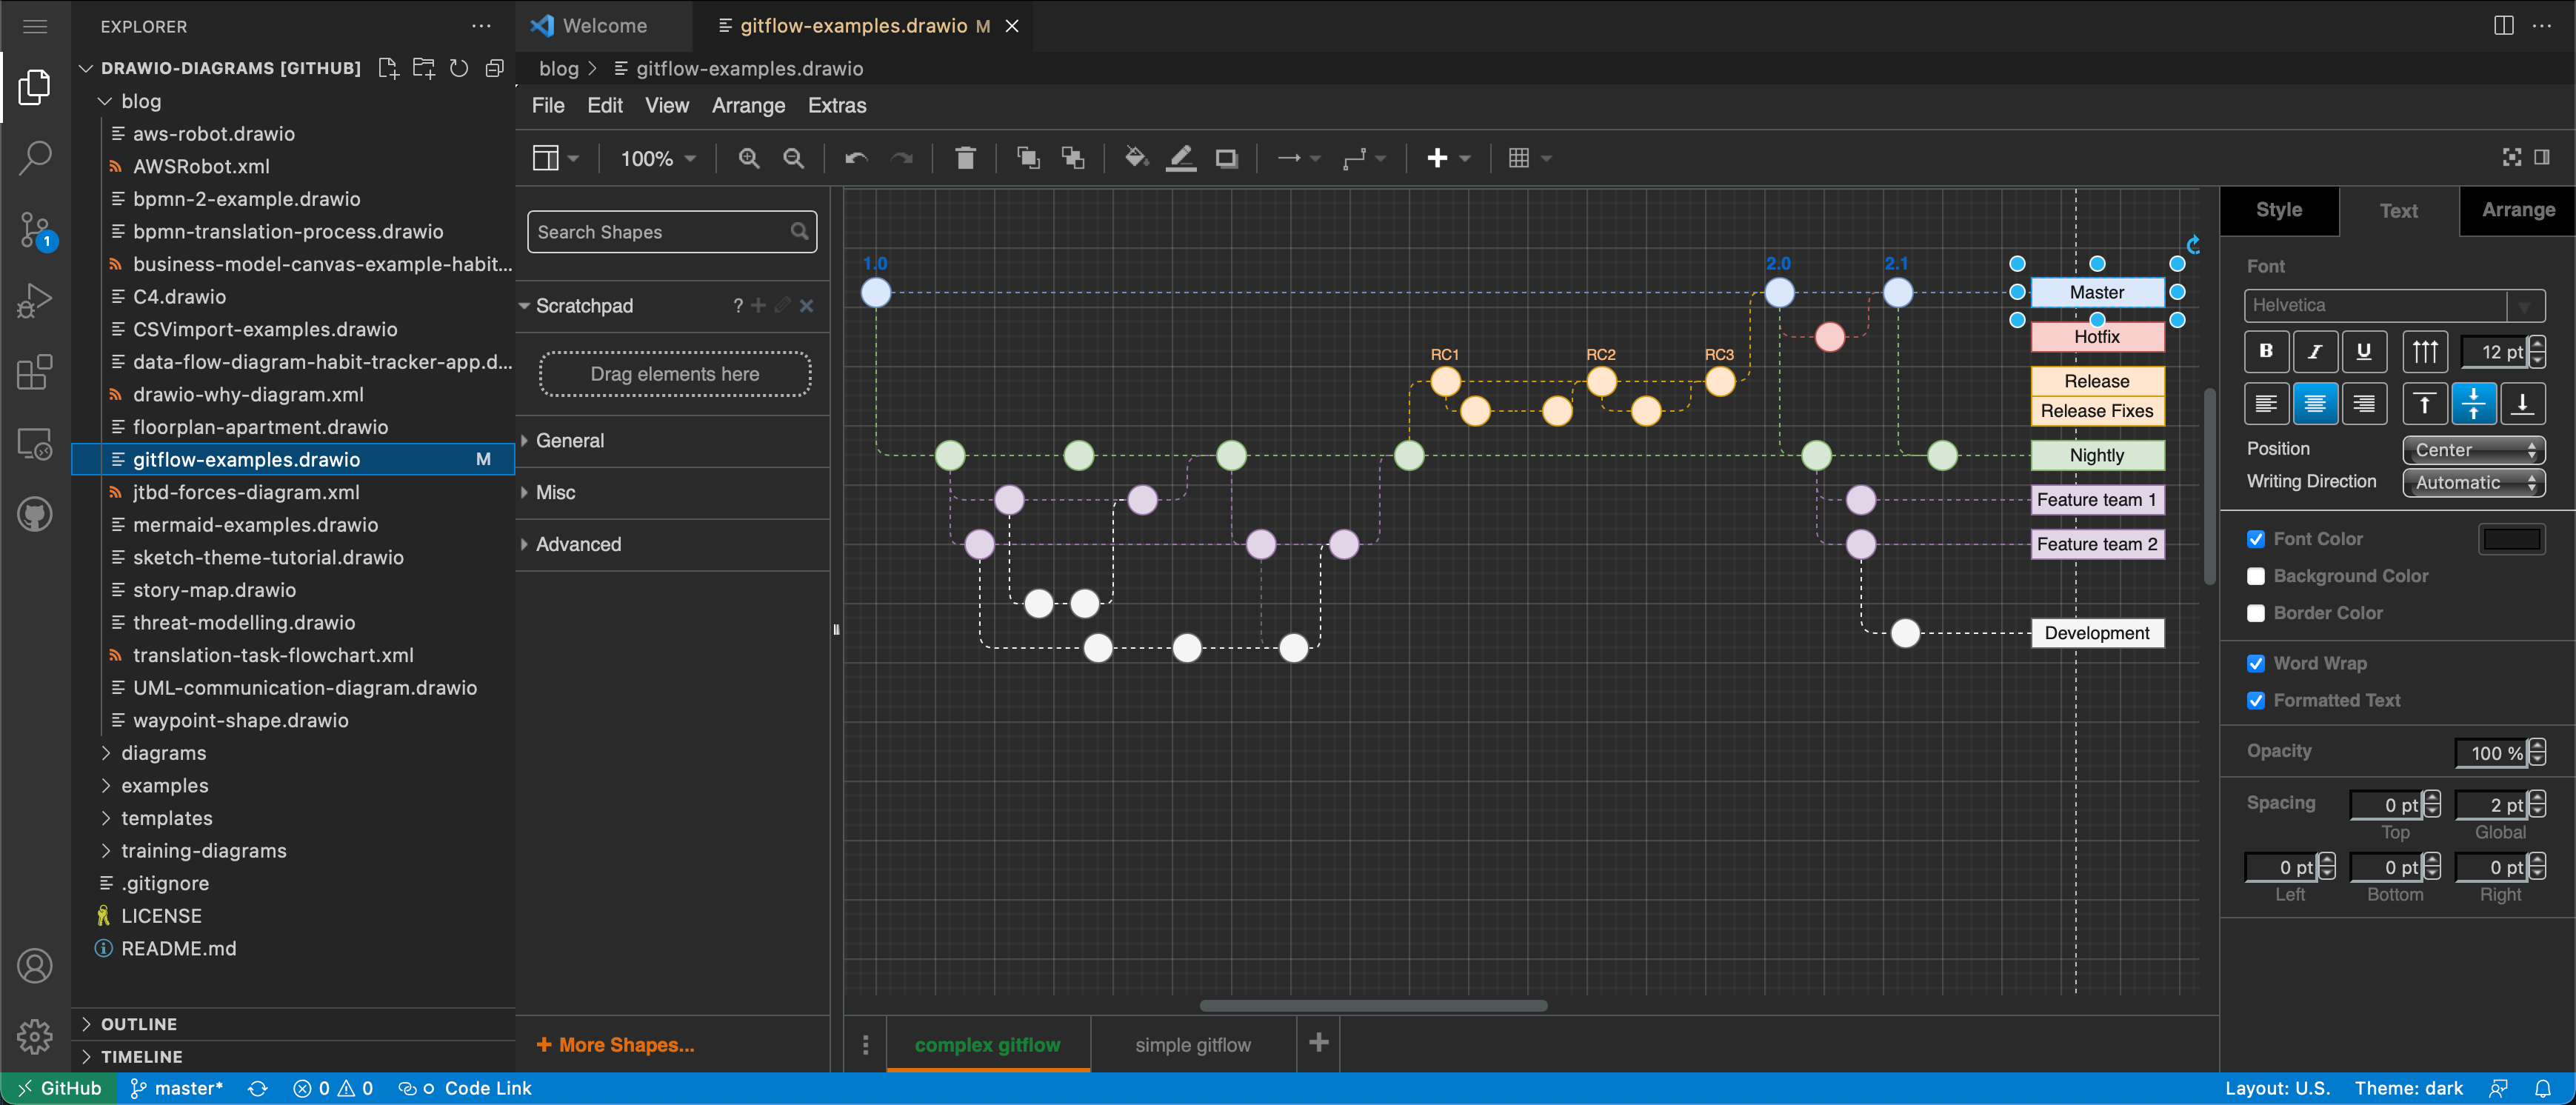 EXPLORER
Welcome
gitflow-examples.drawio M
DRAWIO-DIAGRAMS [GITHUB]
blog
aws-robot.drawio
AWSRobot.xml
bpmn-2-example.drawio
bpmn-translation-process.drawio
business-model-canvas-example-habit...
C4.drawio
CSVimport-examples.drawio
data-flow-diagram-habit-tracker-app.d...
drawio-why-diagram.xml
floorplan-apartment.drawio
gitflow-examples.drawio M
jtbd-forces-diagram.xml
mermaid-examples.drawio
sketch-theme-tutorial.drawio
story-map.drawio
threat-modelling.drawio
translation-task-flowchart.xml
UML-communication-diagram.drawio
waypoint-shape.drawio
diagrams
examples
templates
training-diagrams
.gitignore
LICENSE
README.md
OUTLINE
TIMELINE
1
blog > gitflow-examples.drawio
File Edit View Arrange Extras
100%
Search Shapes
Scratchpad ?
Drag elements here
General
Misc
Advanced
+ More Shapes...
1.0
2.0
2.1
Master
Hotfix
RC1
RC2
RC3
Release
Release Fixes
Nightly
Feature team 1
Feature team 2
Development
complex gitflow
simple gitflow
Style Text Arrange
Font
Helvetica
B I U
12 pt
Position Center
Writing Direction Automatic
Font Color
Background Color
Border Color
Word Wrap
Formatted Text
Opacity 100 %
Spacing 0 pt 2 pt
Top Global
0 pt 0 pt 0 pt
Left Bottom Right
GitHub master* 0 0 Code Link
Layout: U.S. Theme: dark